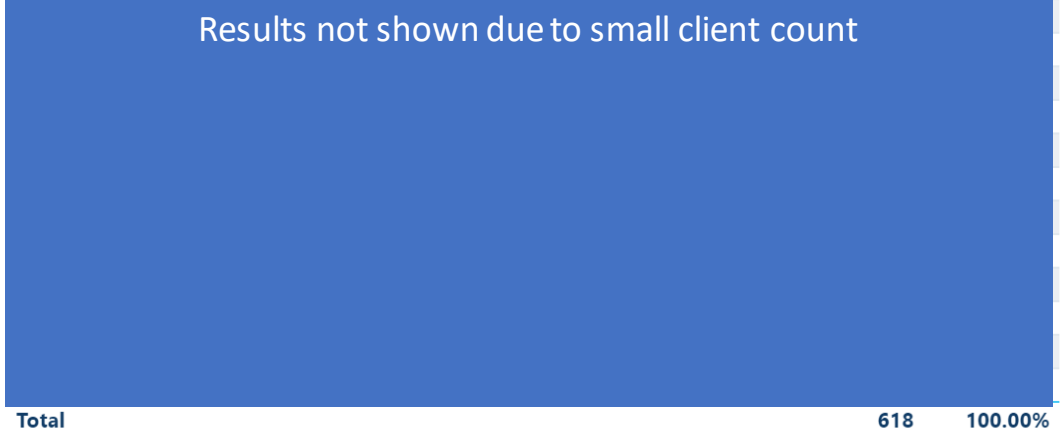 Results not shown due to small client count
Total 618 100.00%